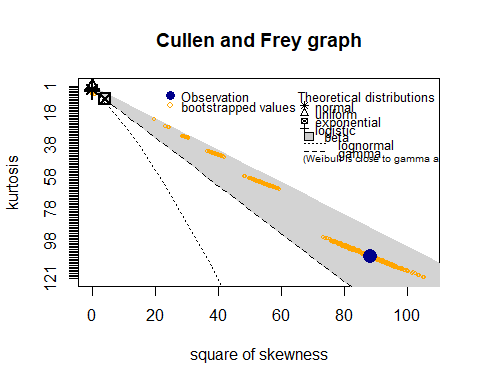 Cullen and Frey graph
Observation
bootstrapped values
Theoretical distributions
normal
uniform
exponential
logistic
beta
lognormal
gamma
(Weibull is close to gamma a
kurtosis
1
18
38
58
78
98
121
0
20
40
60
80
100
square of skewness